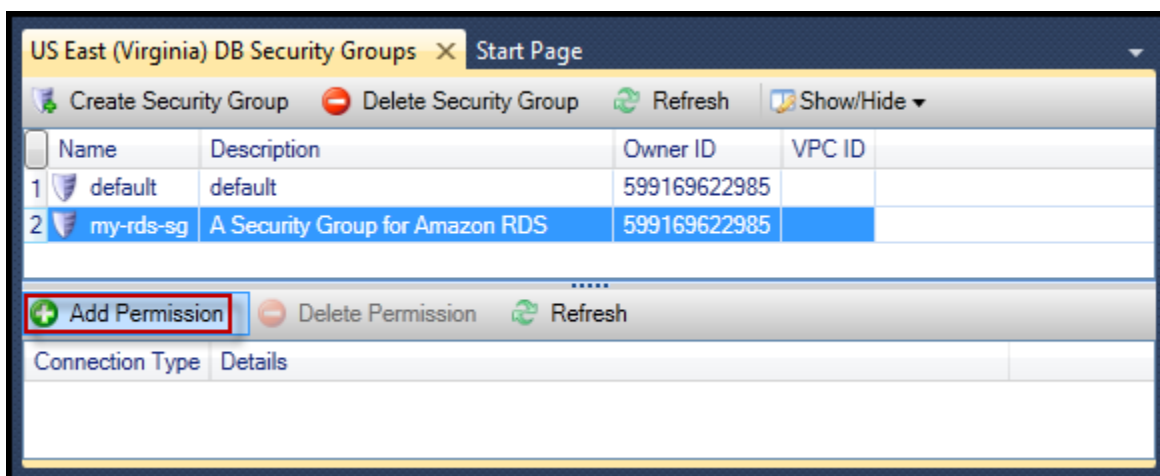 US East (Virginia) DB Security Groups Start Page
Create Security Group Delete Security Group Refresh Show/Hide
Name Description Owner ID VPC ID
1 default default 599169622985
2 my-rds-sg A Security Group for Amazon RDS 599169622985
Add Permission Delete Permission Refresh
Connection Type Details